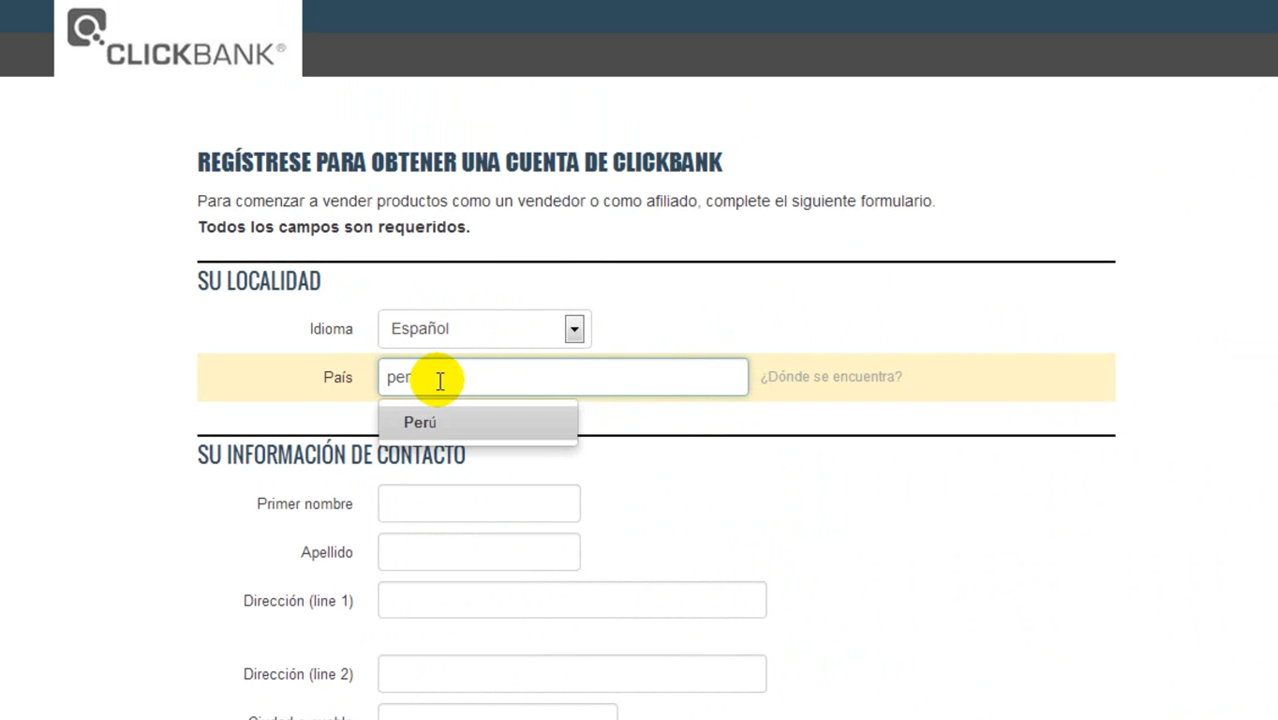 CLICKBANK®
REGÍSTRESE PARA OBTENER UNA CUENTA DE CLICKBANK
Para comenzar a vender productos como un vendedor o como afiliado, complete el siguiente formulario.
Todos los campos son requeridos.
SU LOCALIDAD
Idioma Español
País per ¿Dónde se encuentra?
Perú
SU INFORMACIÓN DE CONTACTO
Primer nombre
Apellido
Dirección (line 1)
Dirección (line 2)